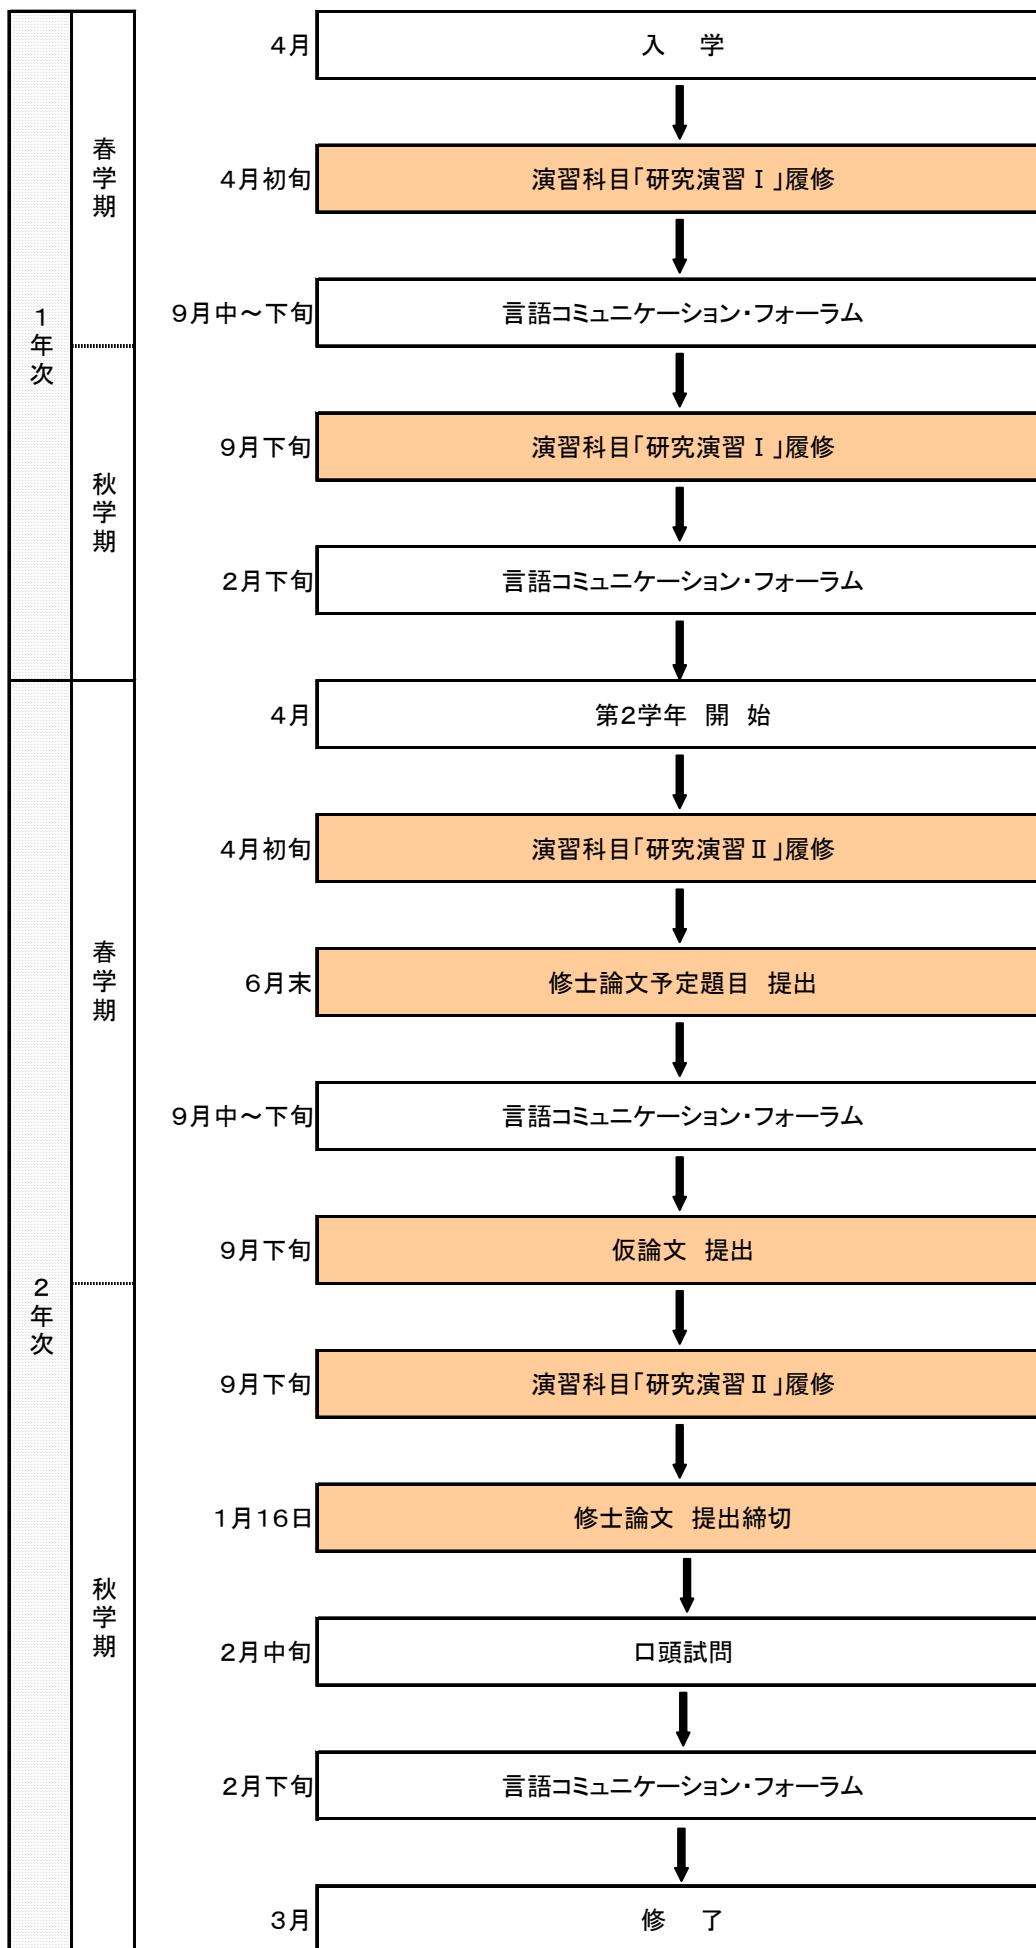 1年次
春学期
4月 入 学
4月初旬 演習科目「研究演習Ⅰ」履修
9月中～下旬 言語コミュニケーション・フォーラム
秋学期
9月下旬 演習科目「研究演習Ⅰ」履修
2月下旬 言語コミュニケーション・フォーラム
2年次
春学期
4月 第2学年 開 始
4月初旬 演習科目「研究演習Ⅱ」履修
6月末 修士論文予定題目 提出
9月中～下旬 言語コミュニケーション・フォーラム
9月下旬 仮論文 提出
秋学期
9月下旬 演習科目「研究演習Ⅱ」履修
1月16日 修士論文 提出締切
2月中旬 口頭試問
2月下旬 言語コミュニケーション・フォーラム
3月 修 了